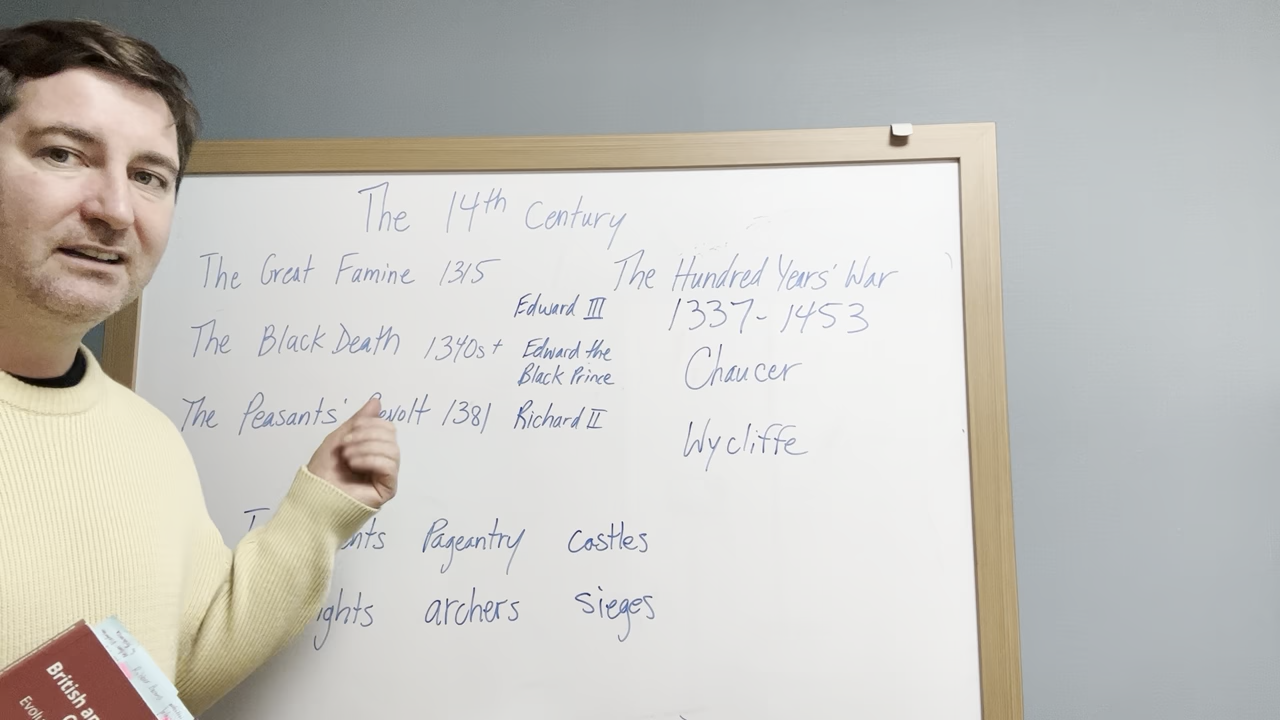 The 14th Century
The Great Famine 1315
The Black Death 1340s+
The Peasants' Revolt 1381
Edward III
Edward the
Black Prince
Richard II
The Hundred Years' War
1337-1453
Chaucer
Wycliffe
Pageantry castles
archers sieges
British